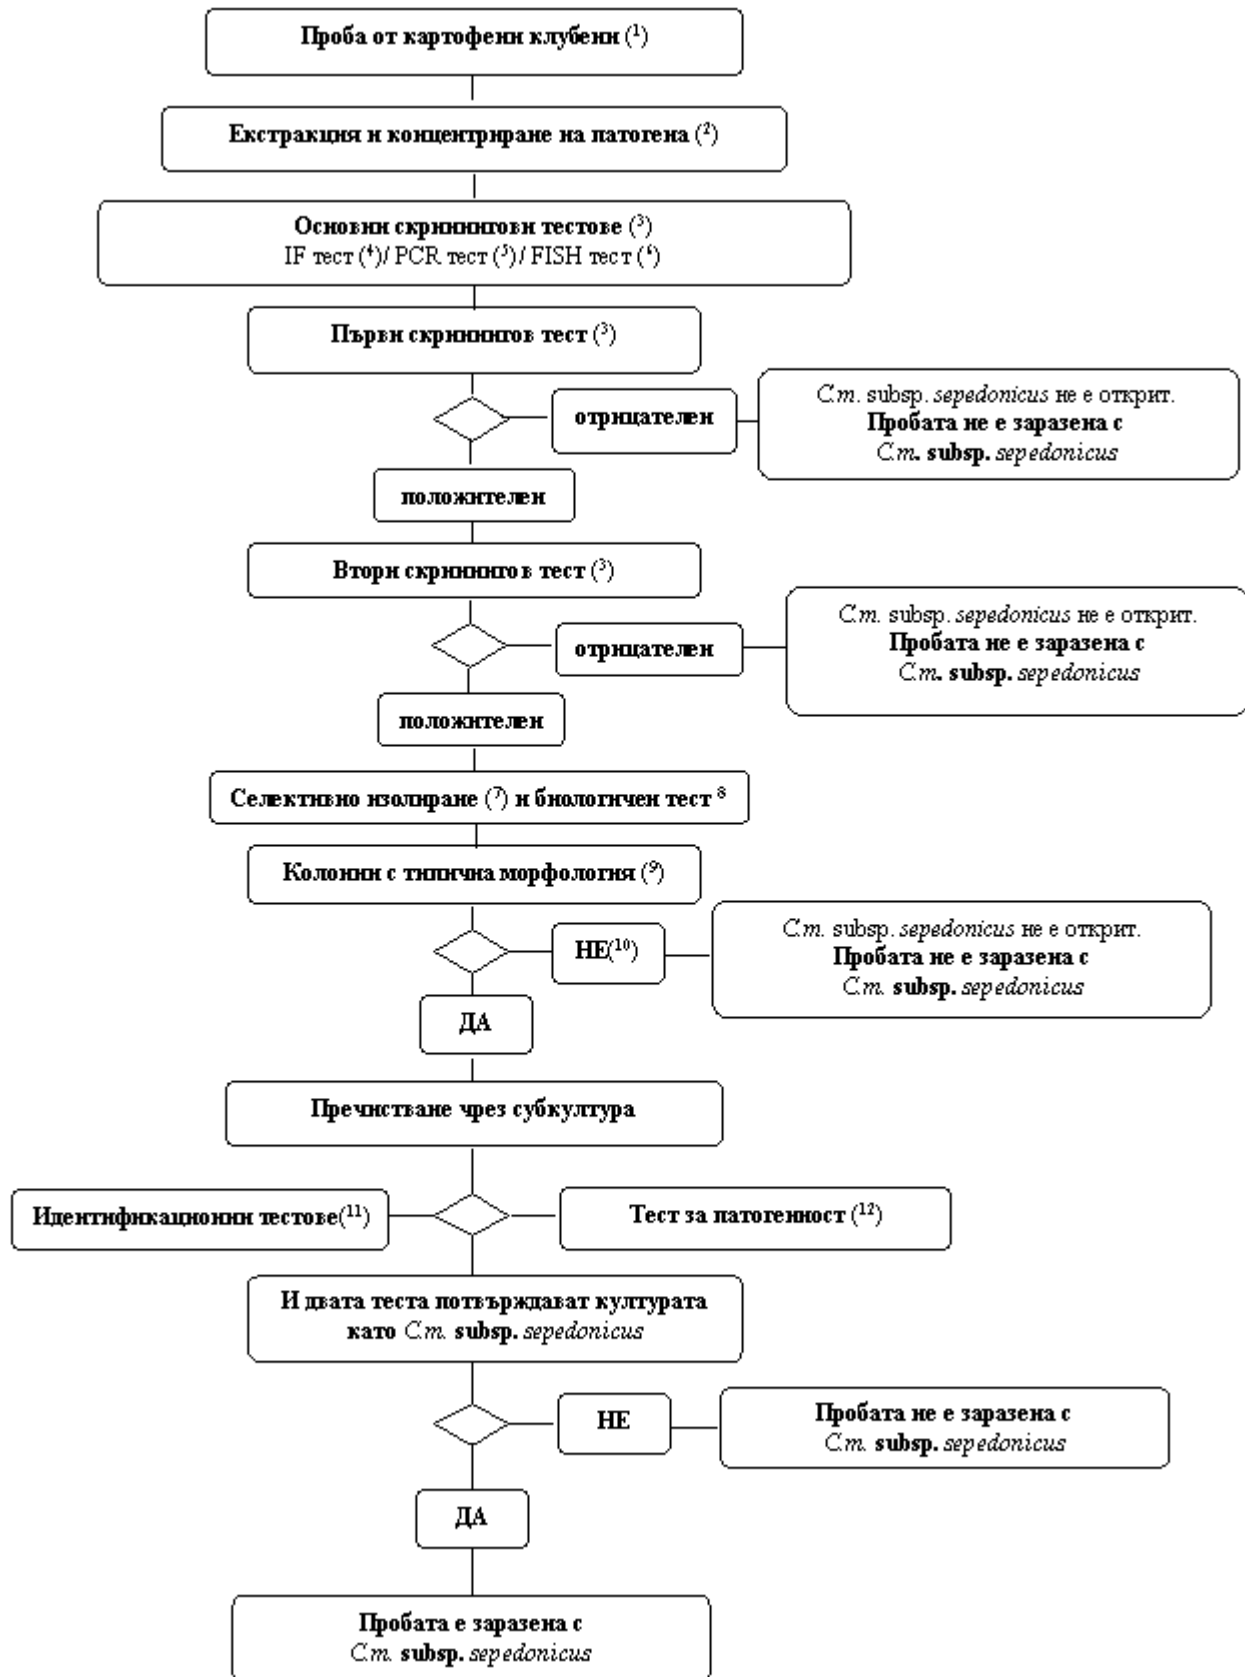 Проба от картофени клубени (¹)
Екстракция и концентриране на патогена (²)
Основни скринингови тестове (³)
IF тест (⁴)/ PCR тест (⁵)/ FISH тест (⁶)
Първи скринингов тест (³)
отрицателен
C.m. subsp. sepedonicus не е открит.
Пробата не е заразена с
C.m. subsp. sepedonicus
положителен
Втори скринингов тест (³)
отрицателен
C.m. subsp. sepedonicus не е открит.
Пробата не е заразена с
C.m. subsp. sepedonicus
положителен
Селективно изолиране (⁷) и биологичен тест ⁸
Колонии с типична морфология (⁹)
НЕ(¹⁰)
C.m. subsp. sepedonicus не е открит.
Пробата не е заразена с
C.m. subsp. sepedonicus
ДА
Пречистване чрез субкултура
Идентификационни тестове(¹¹)
Тест за патогенност (¹²)
И двата теста потвърждават културата
като C.m. subsp. sepedonicus
НЕ
Пробата не е заразена с
C.m. subsp. sepedonicus
ДА
Пробата е заразена с
C.m. subsp. sepedonicus